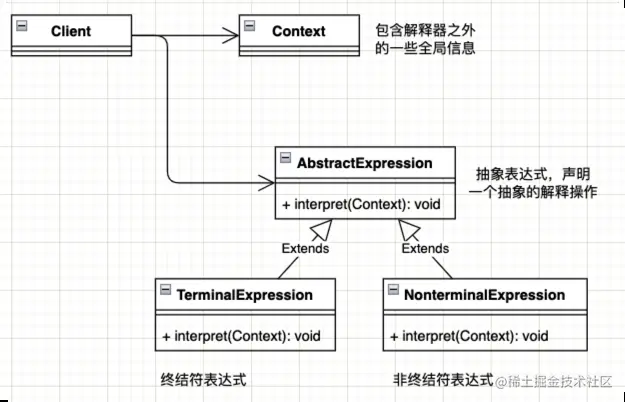 Client
Context
包含解释器之外
的一些全局信息
AbstractExpression
+ interpret(Context): void
抽象表达式，声明
一个抽象的解释操作
Extends
Extends
TerminalExpression
+ interpret(Context): void
NonterminalExpression
+ interpret(Context): void
终结符表达式
非终结符表达式
@稀土掘金技术社区